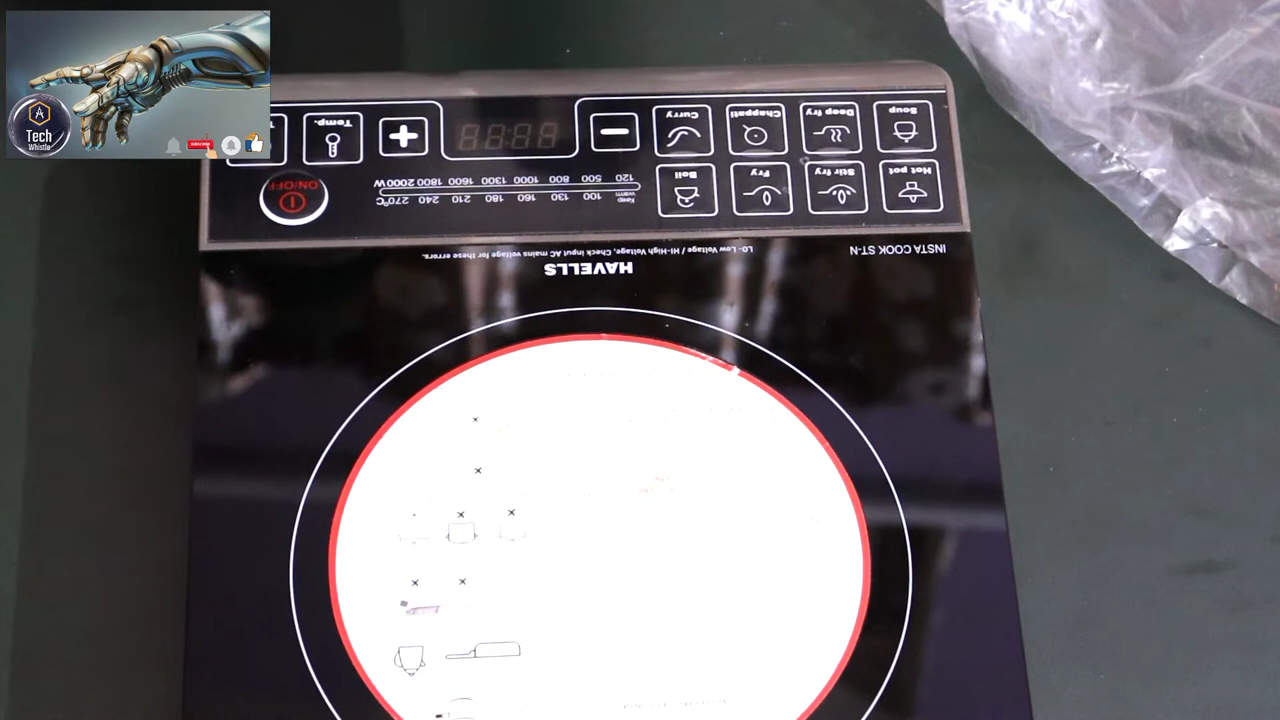 Tech
Whistle
SUBSCRIBE
Hot pot
Stir fry
Fry
Boil
Soup
Deep fry
Chappati
Curry
Temp.
ON/OFF
Keep warm 100 130 160 180 210 240 270°C
120 500 800 1000 1300 1600 1800 2000 W
INSTA COOK ST-N
LO- Low Voltage / HI-High Voltage, Check input AC mains voltage for these errors.
HAVELLS